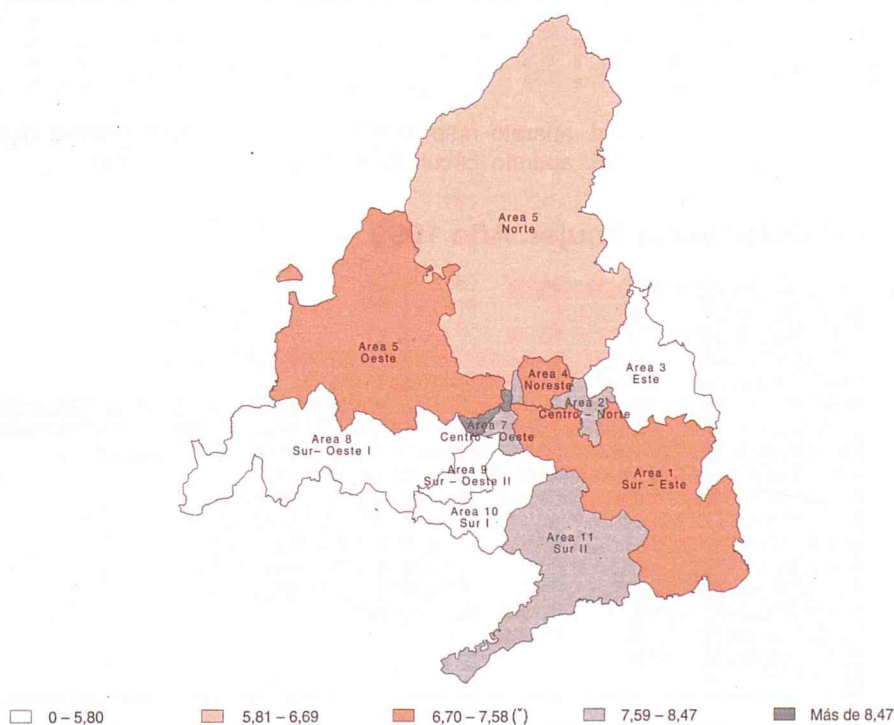 Area 5
Norte
Area 5
Oeste
Area 3
Este
Area 4
Noreste
Area 2
Centro – Norte
Area 7
Centro – Oeste
Area 8
Sur– Oeste I
Area 9
Sur – Oeste II
Area 1
Sur – Este
Area 10
Sur I
Area 11
Sur II
0 – 5,80
5,81 – 6,69
6,70 – 7,58 (*)
7,59 – 8,47
Más de 8,47